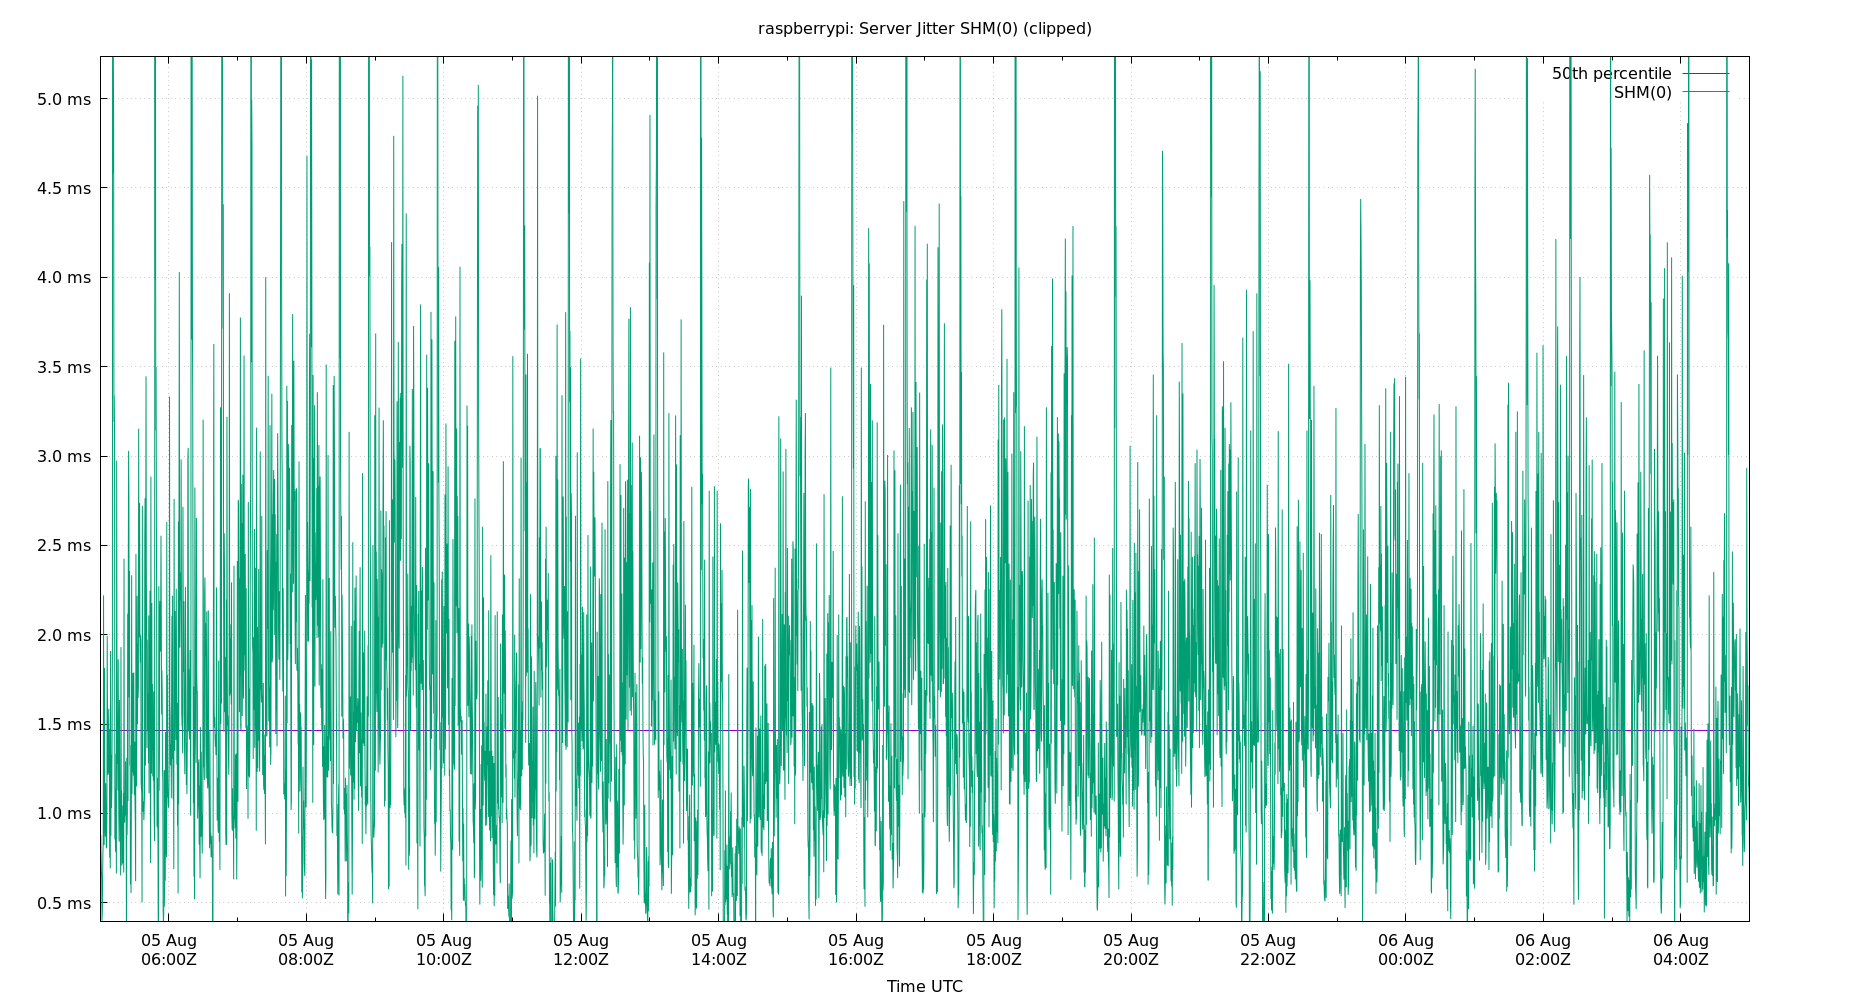 raspberrypi: Server Jitter SHM(0) (clipped)
50th percentile
SHM(0)
5.0 ms
4.5 ms
4.0 ms
3.5 ms
3.0 ms
2.5 ms
2.0 ms
1.5 ms
1.0 ms
0.5 ms
05 Aug 05 Aug 05 Aug 05 Aug 05 Aug 05 Aug 05 Aug 05 Aug 05 Aug 06 Aug 06 Aug 06 Aug
06:00Z 08:00Z 10:00Z 12:00Z 14:00Z 16:00Z 18:00Z 20:00Z 22:00Z 00:00Z 02:00Z 04:00Z
Time UTC